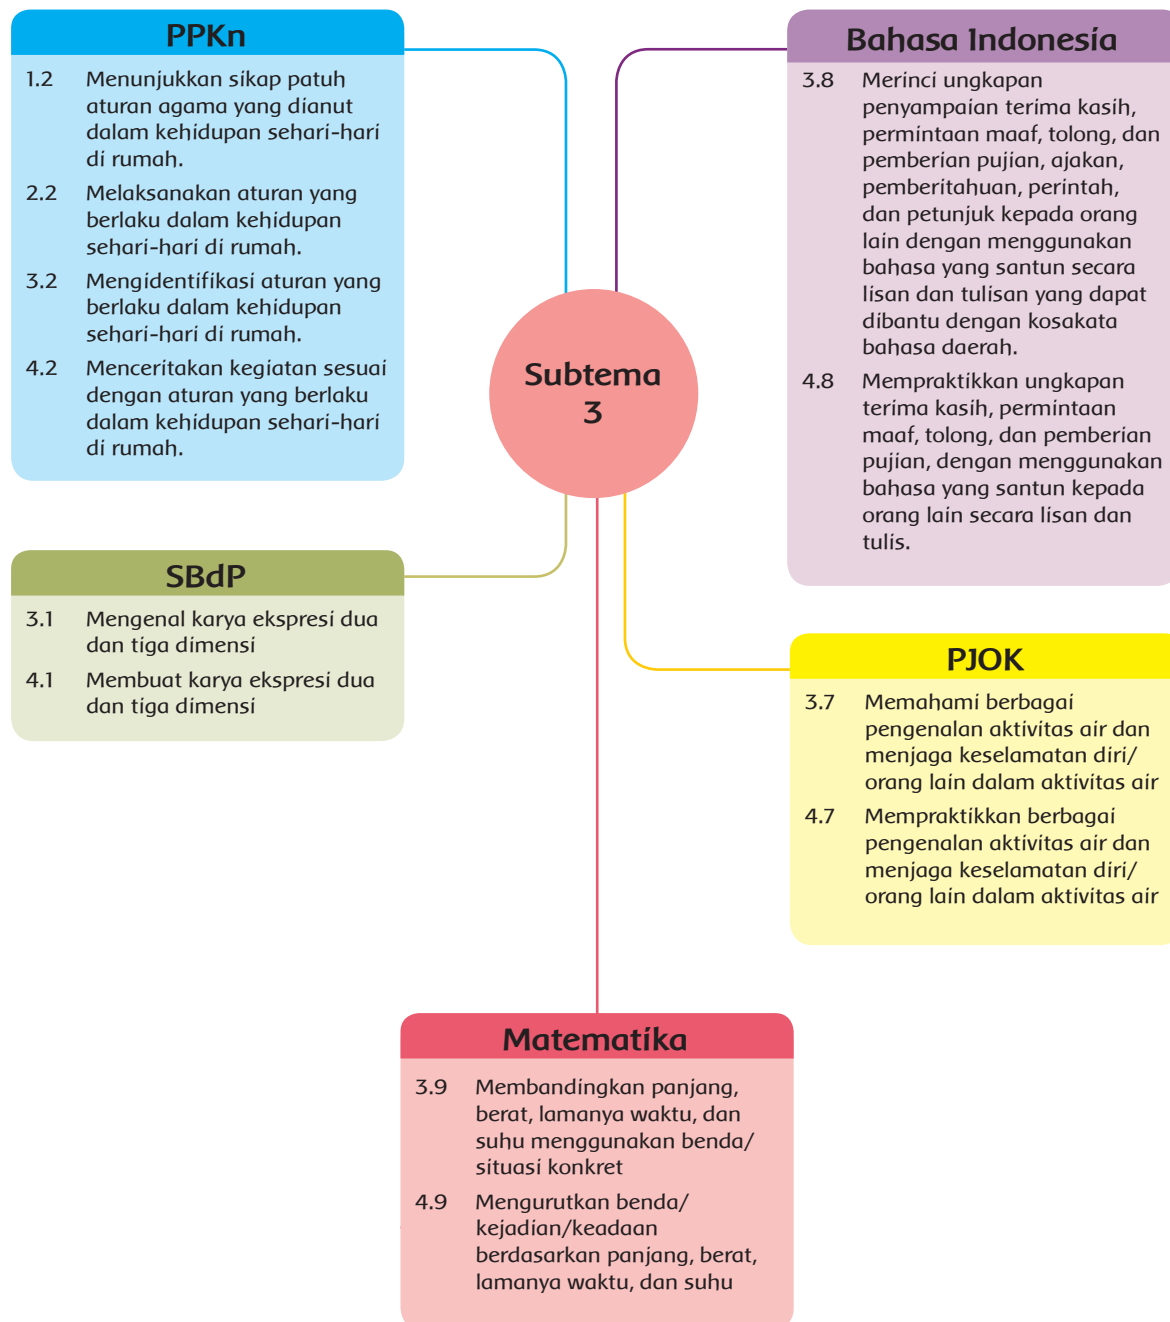 PPKn
1.2 Menunjukkan sikap patuh
aturan agama yang dianut
dalam kehidupan sehari-hari
di rumah.
2.2 Melaksanakan aturan yang
berlaku dalam kehidupan
sehari-hari di rumah.
3.2 Mengidentifikasi aturan yang
berlaku dalam kehidupan
sehari-hari di rumah.
4.2 Menceritakan kegiatan sesuai
dengan aturan yang berlaku
dalam kehidupan sehari-hari
di rumah.
Bahasa Indonesia
3.8 Merinci ungkapan
penyampaian terima kasih,
permintaan maaf, tolong, dan
pemberian pujian, ajakan,
pemberitahuan, perintah,
dan petunjuk kepada orang
lain dengan menggunakan
bahasa yang santun secara
lisan dan tulisan yang dapat
dibantu dengan kosakata
bahasa daerah.
4.8 Mempraktikkan ungkapan
terima kasih, permintaan
maaf, tolong, dan pemberian
pujian, dengan menggunakan
bahasa yang santun kepada
orang lain secara lisan dan
tulis.
Subtema
3
SBdP
3.1 Mengenal karya ekspresi dua
dan tiga dimensi
4.1 Membuat karya ekspresi dua
dan tiga dimensi
PJOK
3.7 Memahami berbagai
pengenalan aktivitas air dan
menjaga keselamatan diri/
orang lain dalam aktivitas air
4.7 Mempraktikkan berbagai
pengenalan aktivitas air dan
menjaga keselamatan diri/
orang lain dalam aktivitas air
Matematika
3.9 Membandingkan panjang,
berat, lamanya waktu, dan
suhu menggunakan benda/
situasi konkret
4.9 Mengurutkan benda/
kejadian/keadaan
berdasarkan panjang, berat,
lamanya waktu, dan suhu